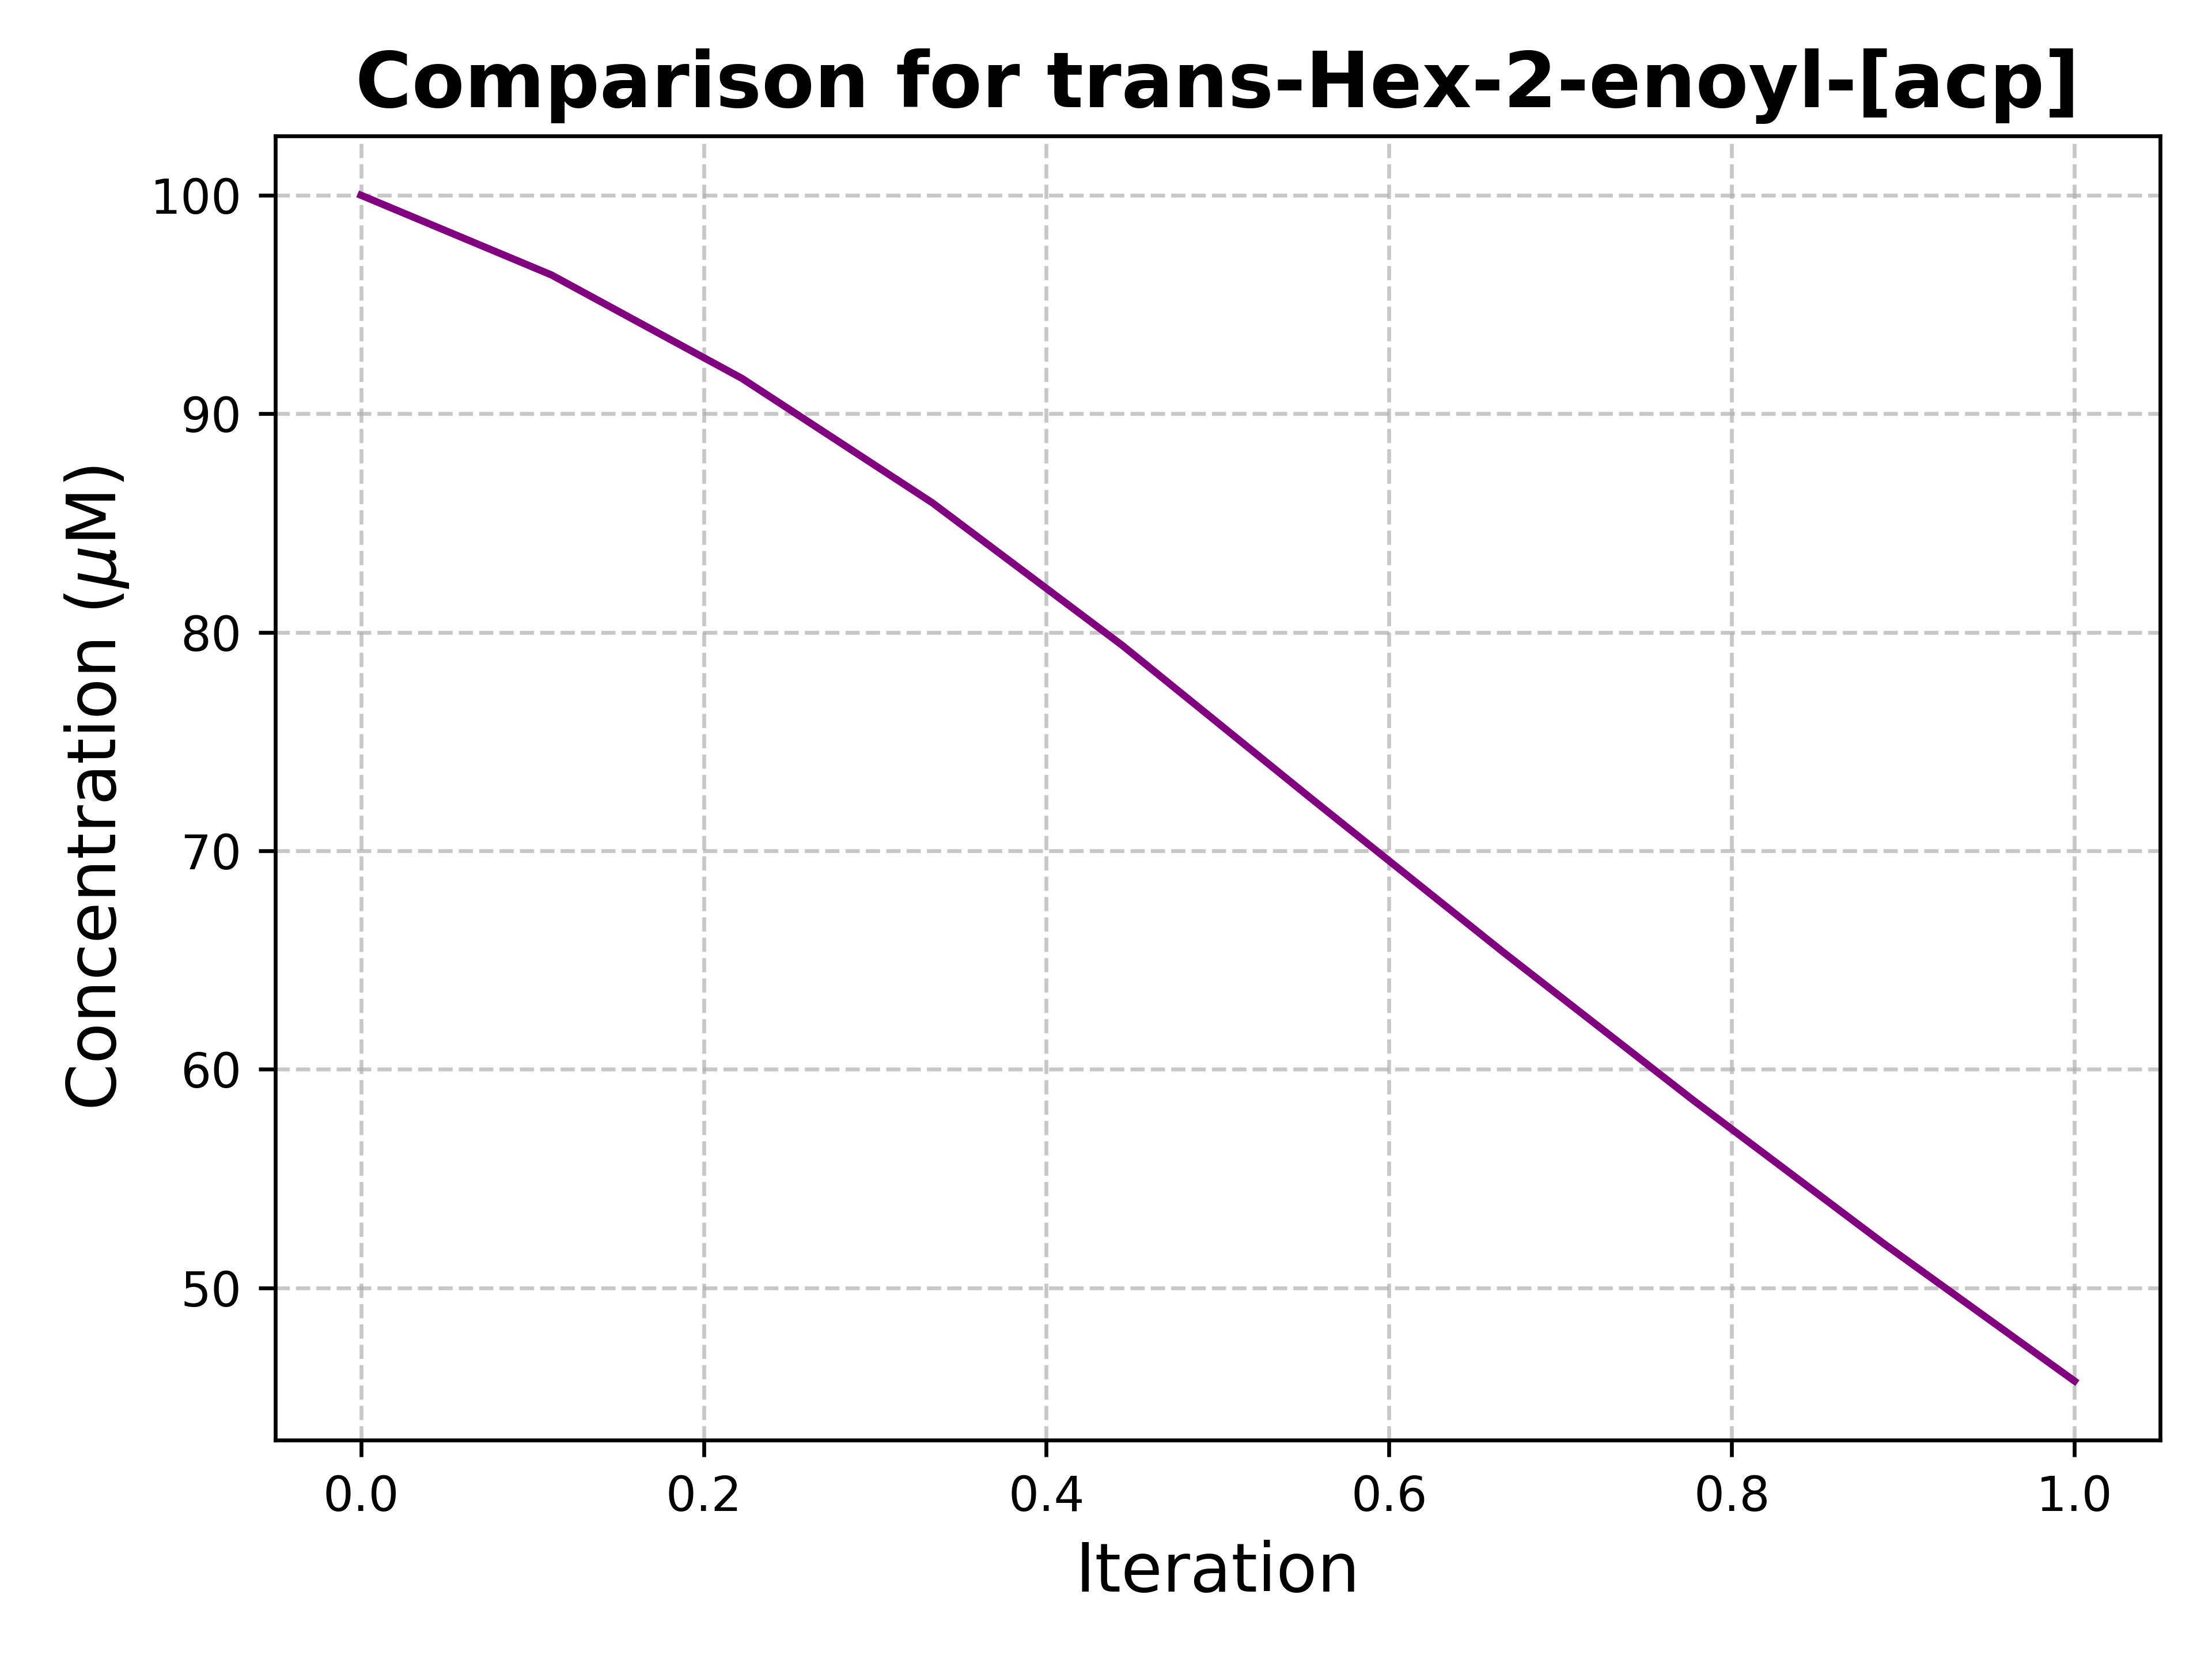 Comparison for trans-Hex-2-enoyl-[acp]
Concentration (μM)
100
90
80
70
60
50
0.0 0.2 0.4 0.6 0.8 1.0
Iteration